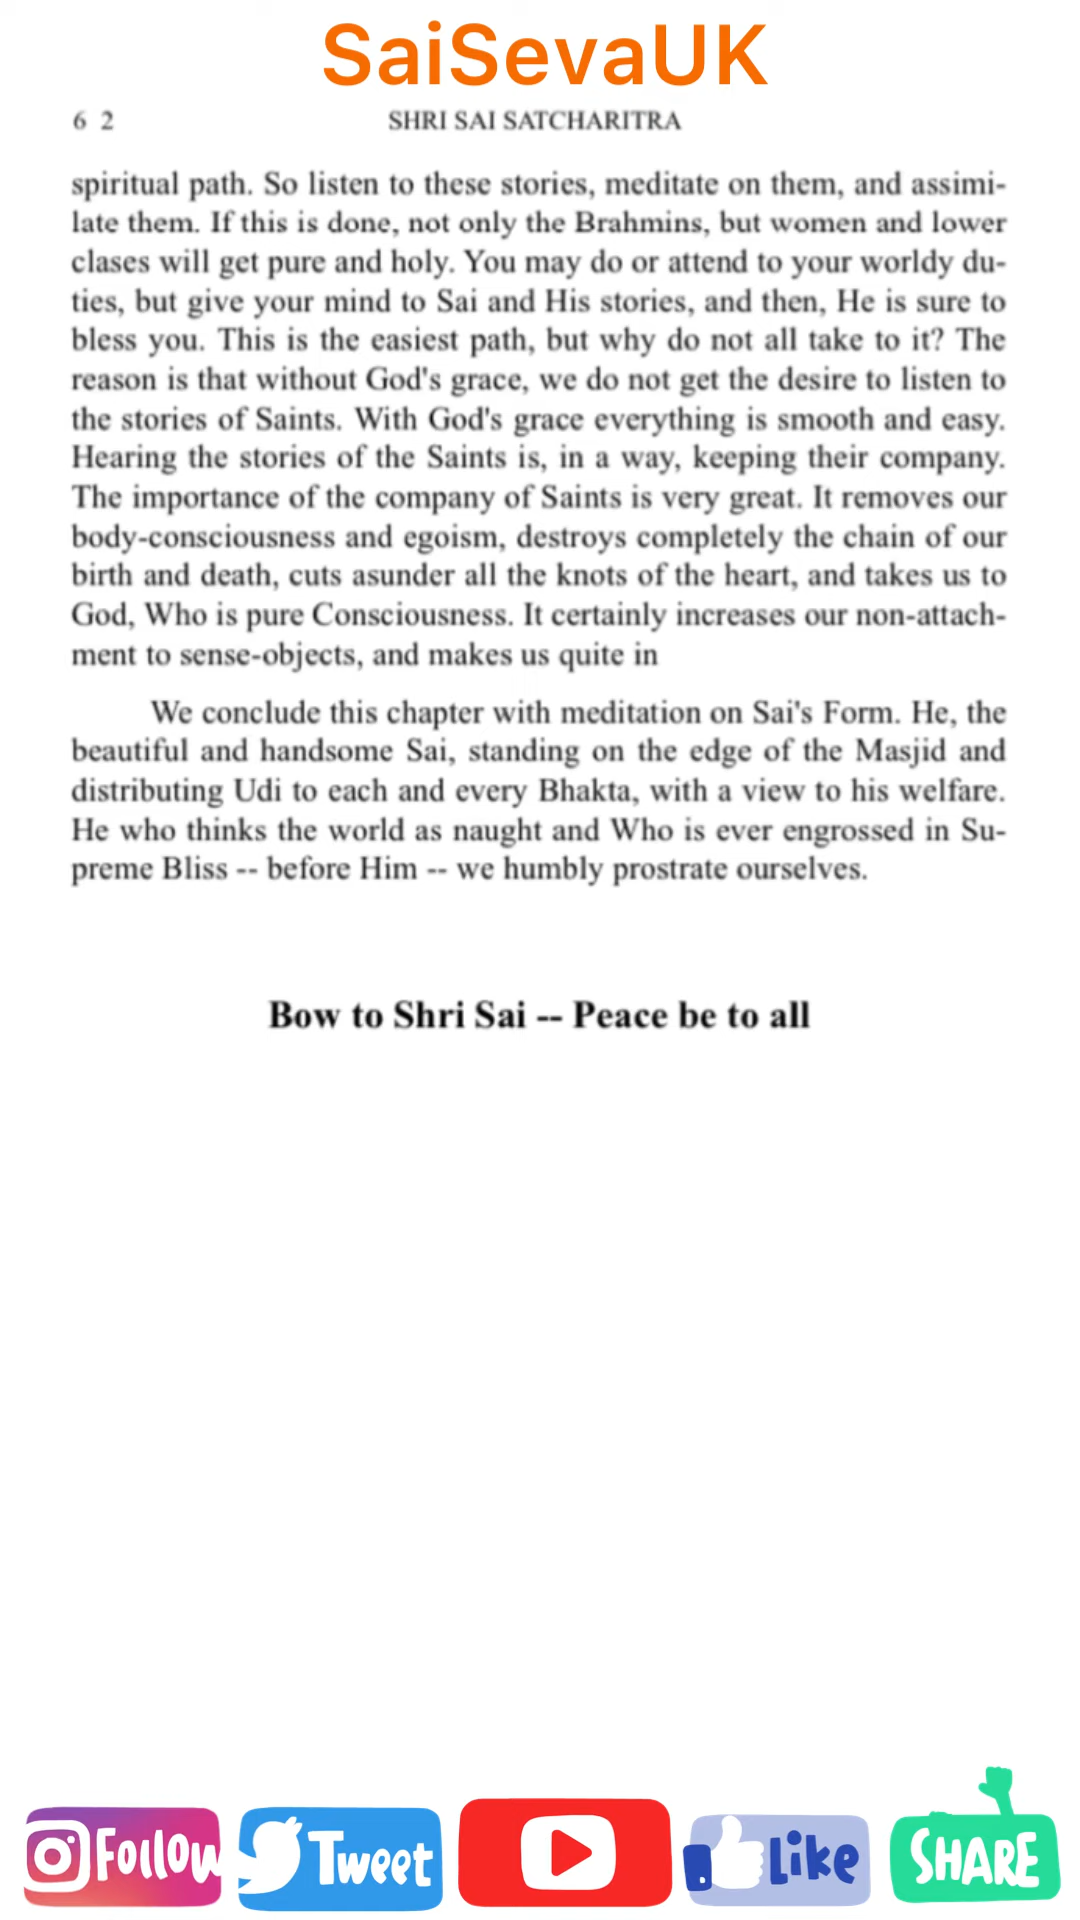 SaiSevaUK
6 2 SHRI SAI SATCHARITRA
spiritual path. So listen to these stories, meditate on them, and assimi-
late them. If this is done, not only the Brahmins, but women and lower
clases will get pure and holy. You may do or attend to your worldy du-
ties, but give your mind to Sai and His stories, and then, He is sure to
bless you. This is the easiest path, but why do not all take to it? The
reason is that without God's grace, we do not get the desire to listen to
the stories of Saints. With God's grace everything is smooth and easy.
Hearing the stories of the Saints is, in a way, keeping their company.
The importance of the company of Saints is very great. It removes our
body-consciousness and egoism, destroys completely the chain of our
birth and death, cuts asunder all the knots of the heart, and takes us to
God, Who is pure Consciousness. It certainly increases our non-attach-
ment to sense-objects, and makes us quite in
We conclude this chapter with meditation on Sai's Form. He, the
beautiful and handsome Sai, standing on the edge of the Masjid and
distributing Udi to each and every Bhakta, with a view to his welfare.
He who thinks the world as naught and Who is ever engrossed in Su-
preme Bliss -- before Him -- we humbly prostrate ourselves.
Bow to Shri Sai -- Peace be to all
Follow Tweet Like SHARE